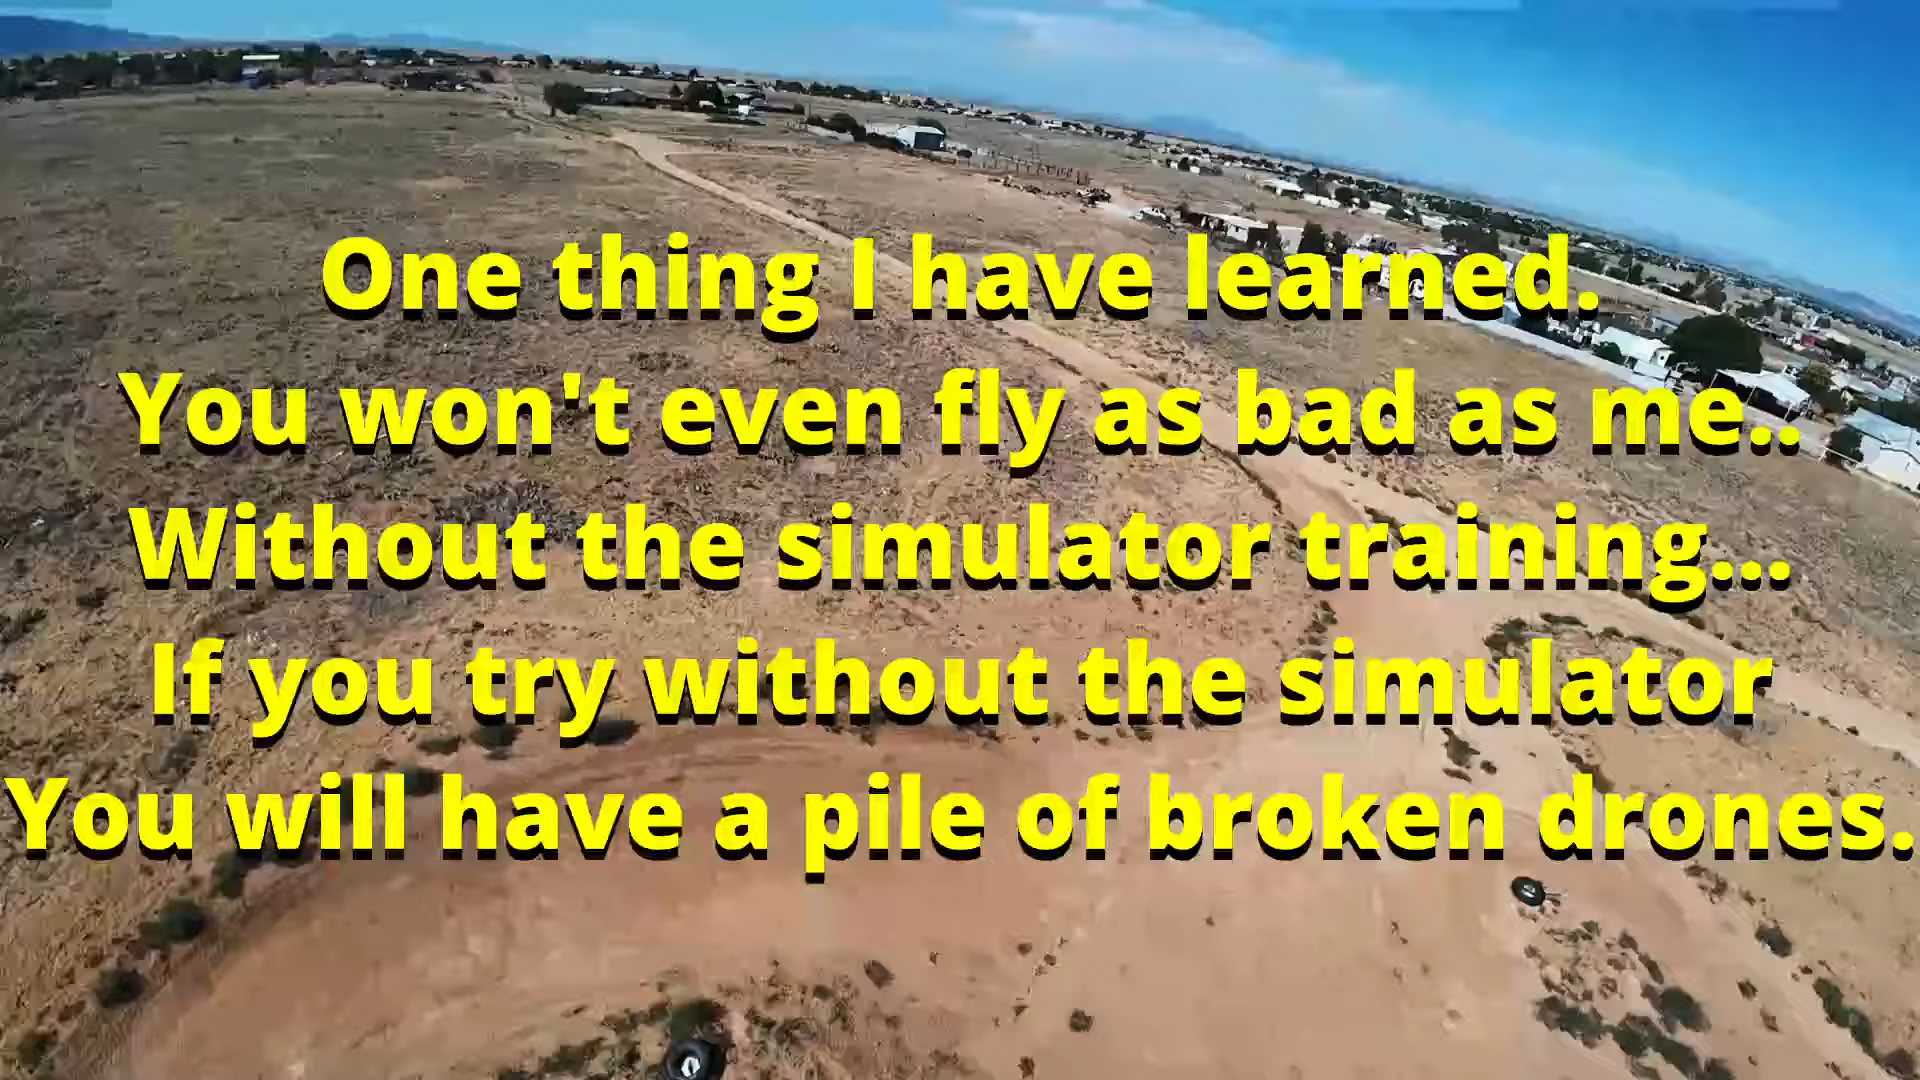 One thing I have learned.
You won't even fly as bad as me..
Without the simulator training...
If you try without the simulator
You will have a pile of broken drones.